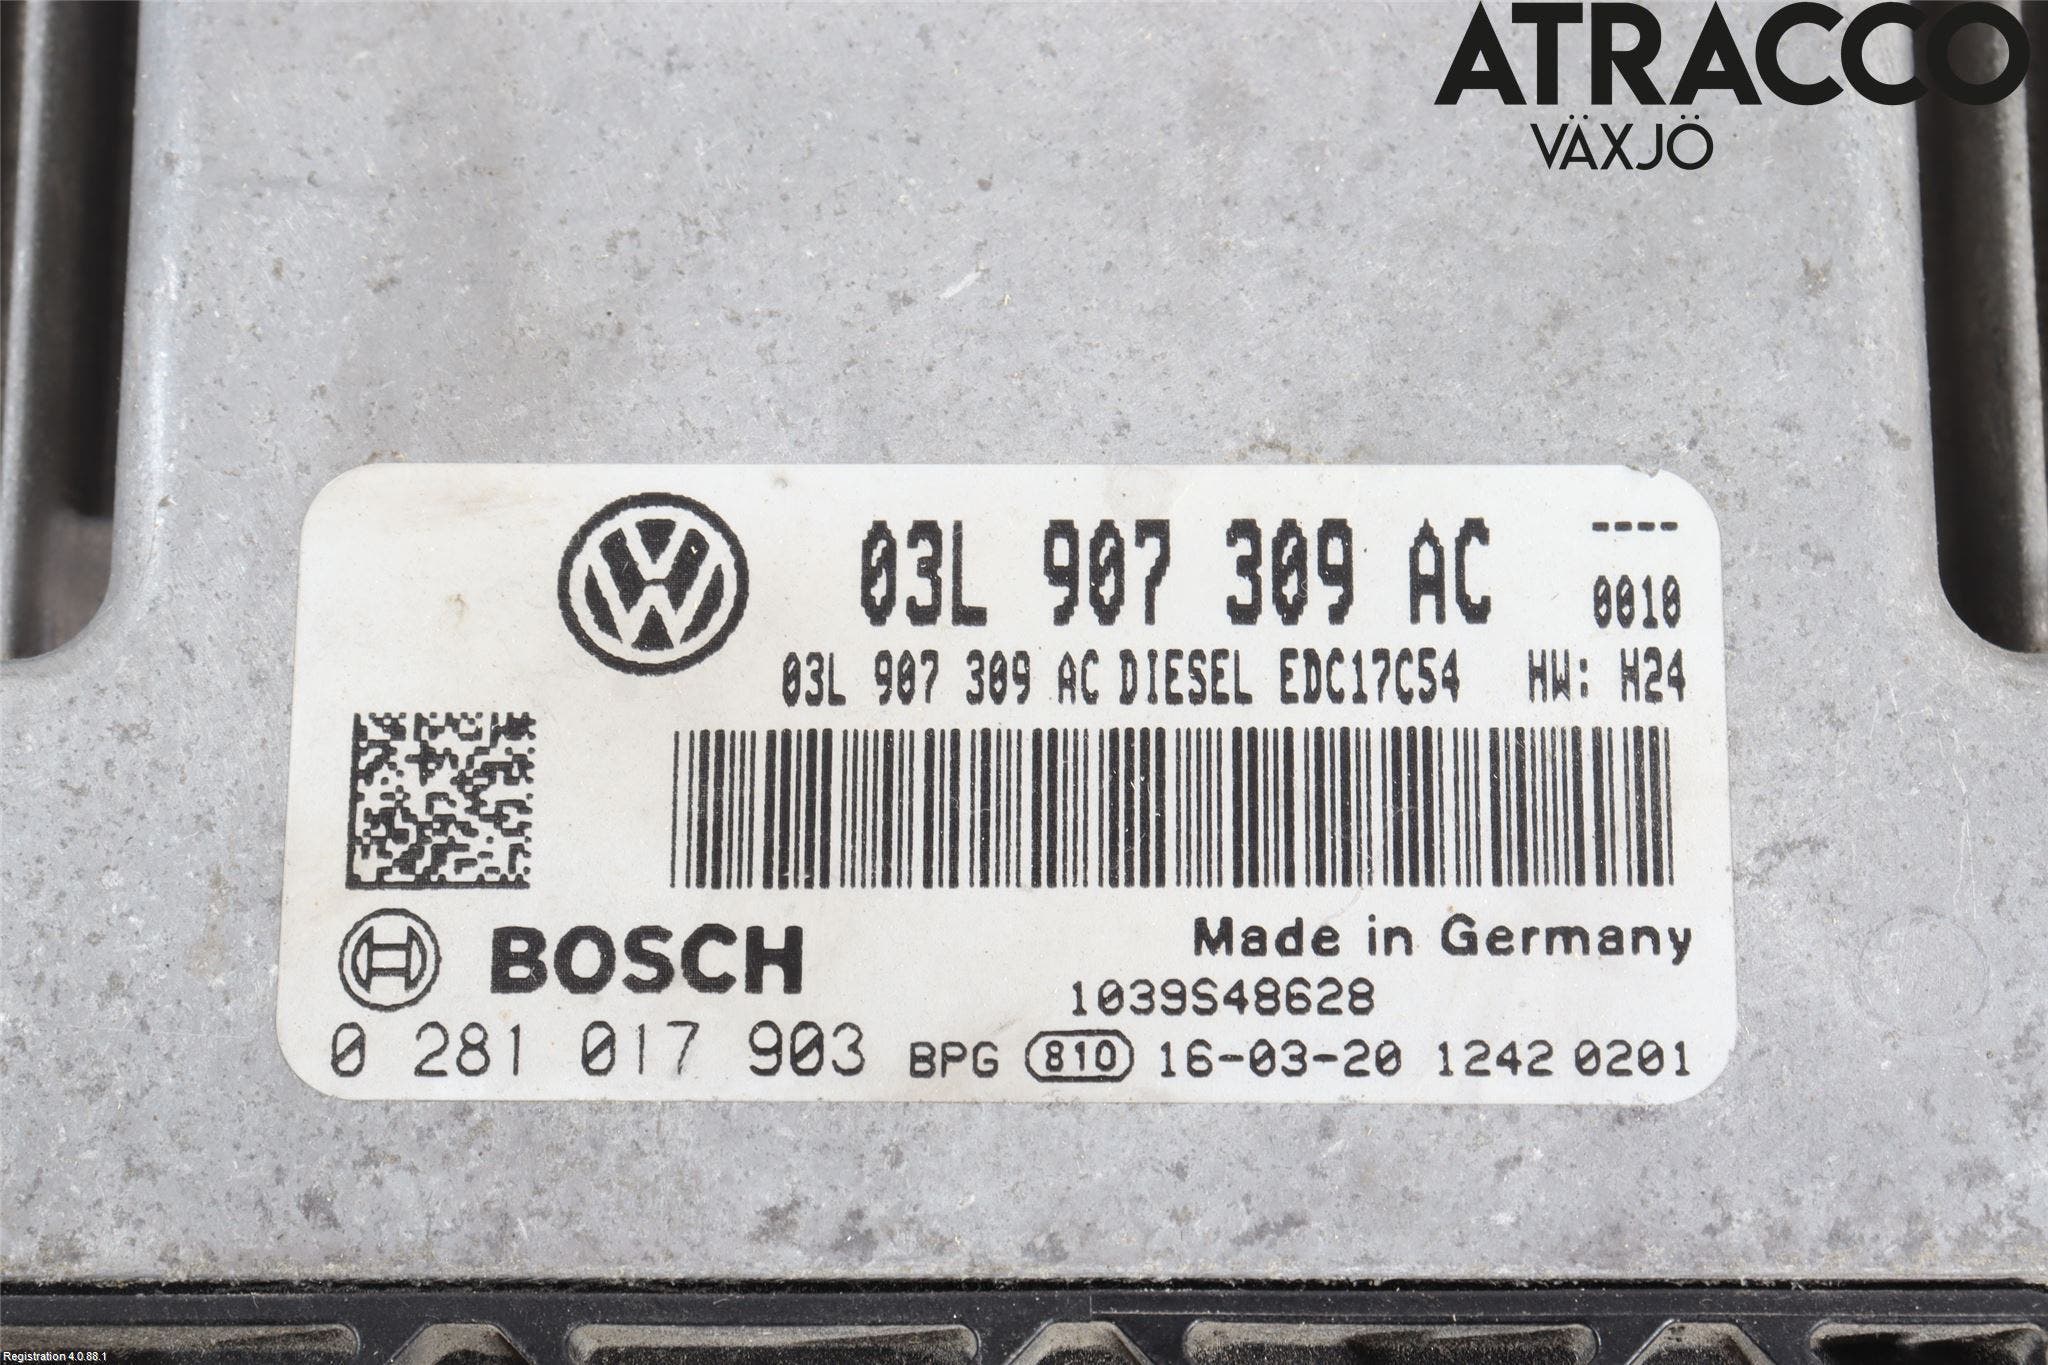 ATRACCO
VÄXJÖ
03L 907 309 AC ----
0010
03L 907 309 AC DIESEL EDC17C54 HW: H24
BOSCH
Made in Germany
1039S48628
0 281 017 903 BPG 810 16-03-20 1242 0201
Registration 4.0.88.1